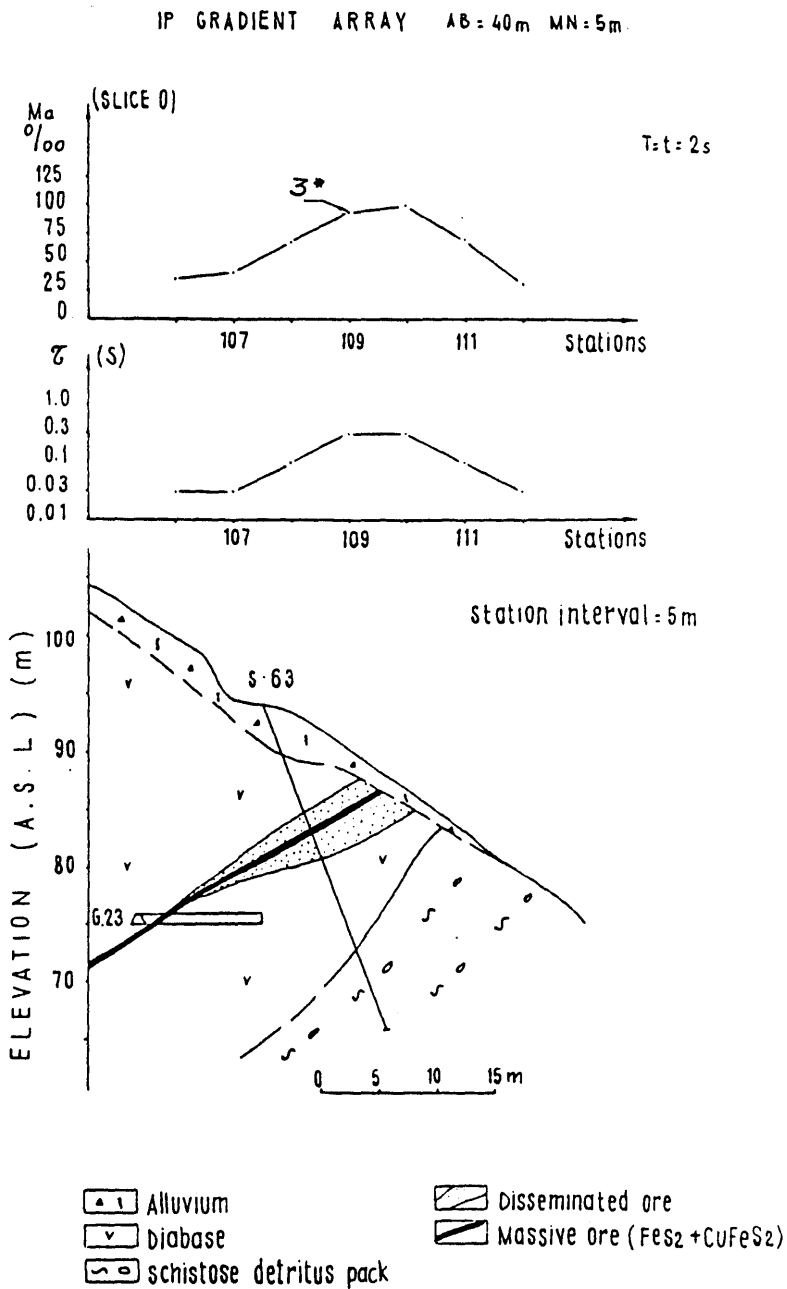 IP GRADIENT ARRAY AB=40m MN=5m
(SLICE 0)
Ma
%oo
T=t=2s
125
100
75
50
25
0
3*
107 109 111 Stations
τ (S)
1.0
0.3
0.1
0.03
0.01
107 109 111 Stations
Station interval=5m
ELEVATION (A.S.L) (m)
100
90
80
70
S-63
G.23
0 5 10 15m
Alluvium
Diabase
Schistose detritus pack
Disseminated ore
Massive ore (FeS2+CuFeS2)